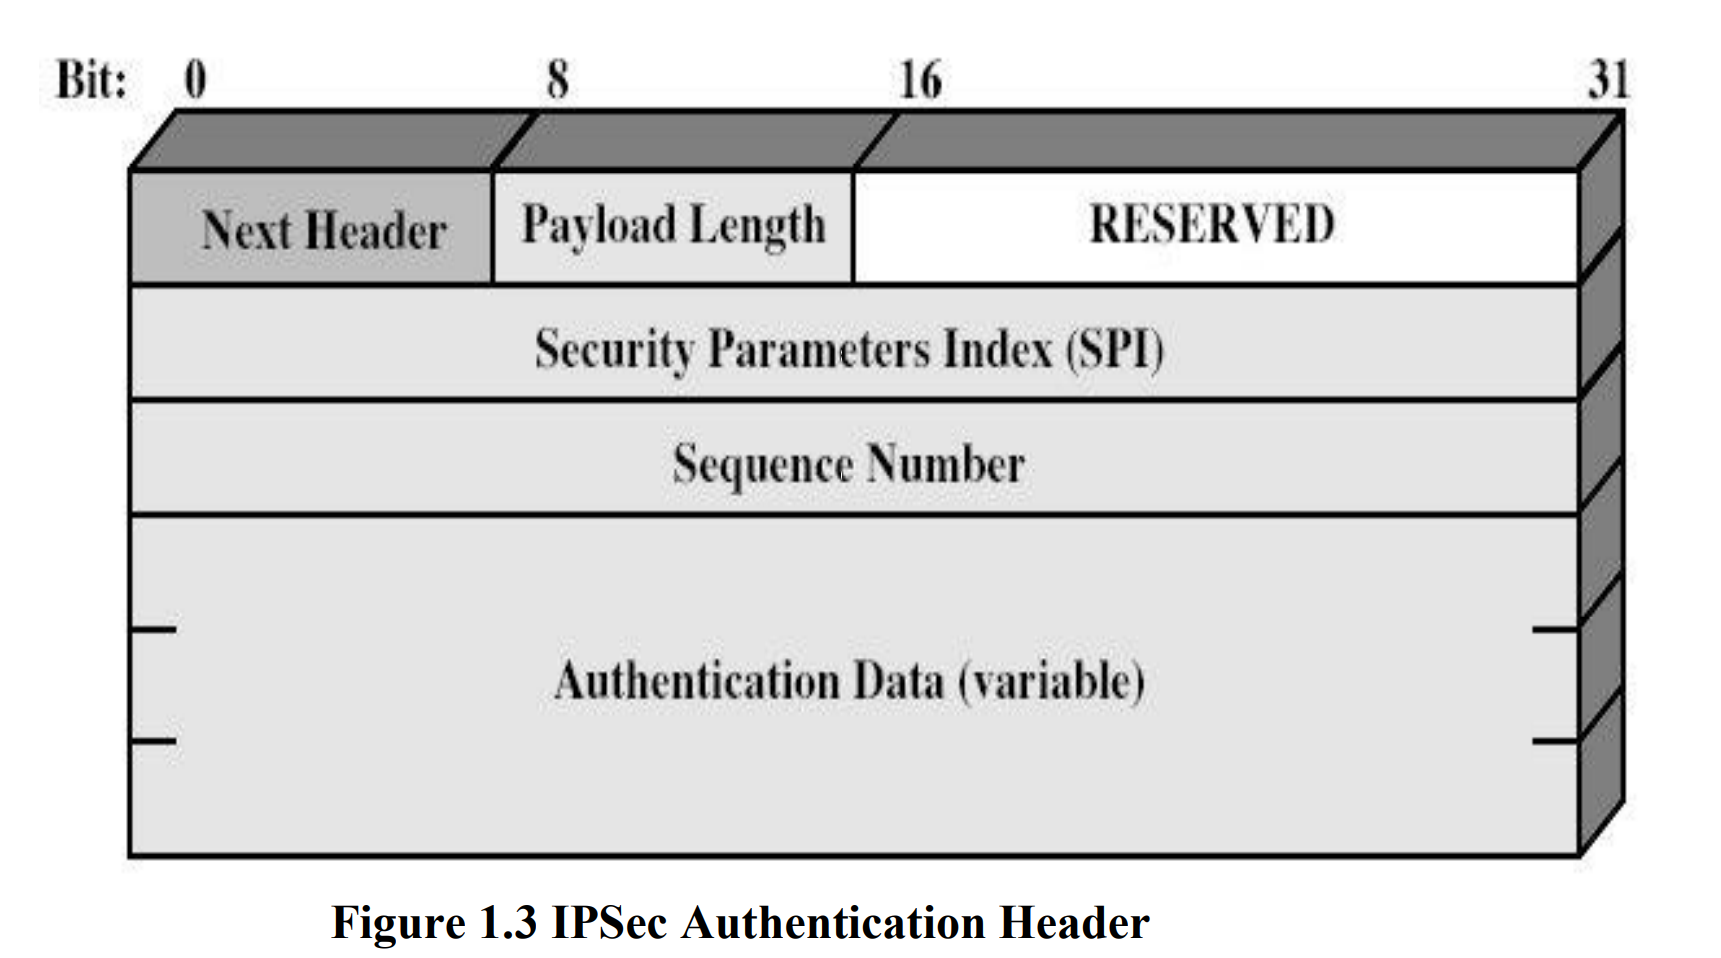 Bit: 0 8 16 31
Next Header Payload Length RESERVED
Security Parameters Index (SPI)
Sequence Number
Authentication Data (variable)
Figure 1.3 IPSec Authentication Header